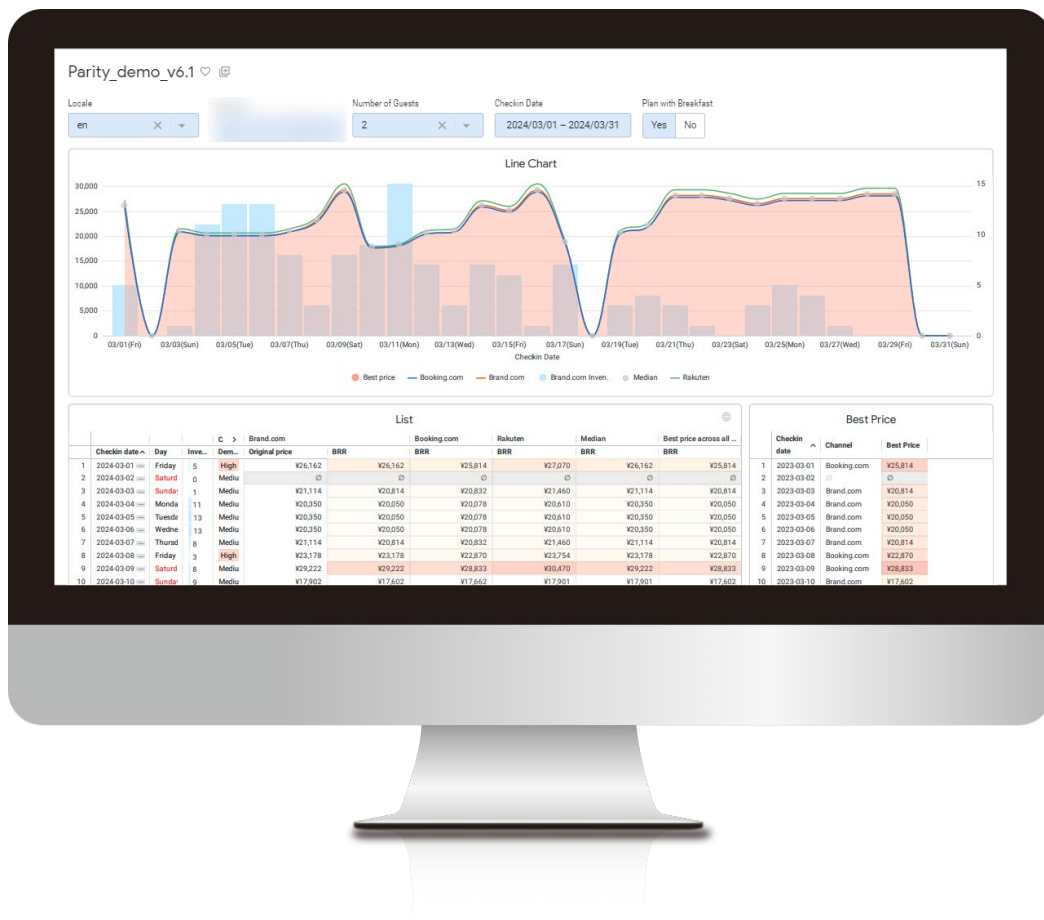 Parity_demo_v6.1
Locale Number of Guests Checkin Date Plan with Breakfast
en 2 2024/03/01 – 2024/03/31 Yes No
Line Chart
30,000 15
25,000
20,000 10
15,000
10,000 5
5,000
0 0
03/01(Fri) 03/03(Sun) 03/05(Tue) 03/07(Thu) 03/09(Sat) 03/11(Mon) 03/13(Wed) 03/15(Fri) 03/17(Sun) 03/19(Tue) 03/21(Thu) 03/23(Sat) 03/25(Mon) 03/27(Wed) 03/29(Fri) 03/31(Sun)
Checkin Date
Best price Booking.com Brand.com Brand.com Inven. Median Rakuten
List
C Brand.com Booking.com Rakuten Median Best price across all ...
Checkin date Day Inve... Dem... Original price BRR BRR BRR BRR BRR
1 2024-03-01 Friday 5 High ¥26,162 ¥26,162 ¥25,814 ¥27,070 ¥26,162 ¥25,814
2 2024-03-02 Saturd 0 Mediu Ø Ø Ø Ø Ø Ø
3 2024-03-03 Sunday 1 Mediu ¥21,114 ¥20,814 ¥20,832 ¥21,460 ¥21,114 ¥20,814
4 2024-03-04 Monda 11 Mediu ¥20,350 ¥20,050 ¥20,078 ¥20,610 ¥20,350 ¥20,050
5 2024-03-05 Tuesda 13 Mediu ¥20,350 ¥20,050 ¥20,078 ¥20,610 ¥20,350 ¥20,050
6 2024-03-06 Wedne 13 Mediu ¥20,350 ¥20,050 ¥20,078 ¥20,610 ¥20,350 ¥20,050
7 2024-03-07 Thursd 8 Mediu ¥21,114 ¥20,814 ¥20,832 ¥21,460 ¥21,114 ¥20,814
8 2024-03-08 Friday 3 High ¥23,178 ¥23,178 ¥22,870 ¥23,754 ¥23,178 ¥22,870
9 2024-03-09 Saturd 8 Mediu ¥29,222 ¥29,222 ¥28,833 ¥30,470 ¥29,222 ¥28,833
10 2024-03-10 Sunday 9 Mediu ¥17,902 ¥17,602 ¥17,662 ¥17,901 ¥17,901 ¥17,602
Best Price
Checkin date Channel Best Price
1 2023-03-01 Booking.com ¥25,814
2 2023-03-02 Ø Ø
3 2023-03-03 Brand.com ¥20,814
4 2023-03-04 Brand.com ¥20,050
5 2023-03-05 Brand.com ¥20,050
6 2023-03-06 Brand.com ¥20,050
7 2023-03-07 Brand.com ¥20,814
8 2023-03-08 Booking.com ¥22,870
9 2023-03-09 Booking.com ¥28,833
10 2023-03-10 Brand.com ¥17,602